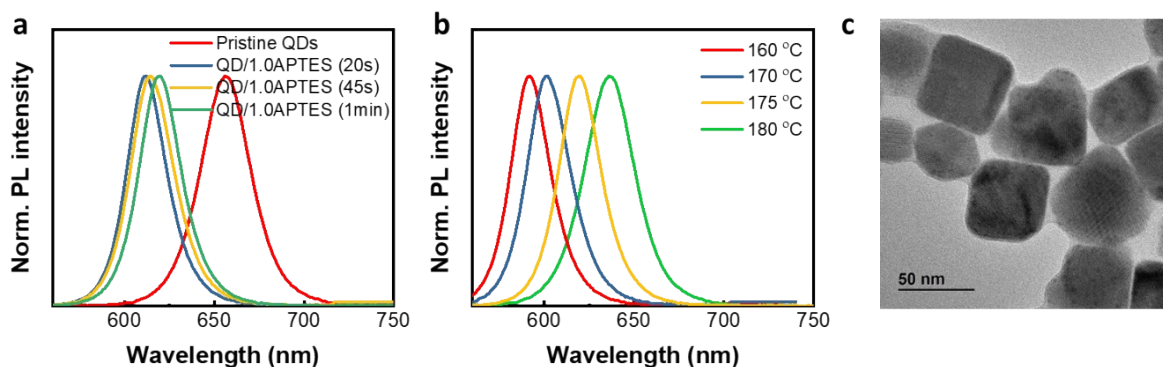 a
Norm. PL intensity
Pristine QDs
QD/1.0APTES (20s)
QD/1.0APTES (45s)
QD/1.0APTES (1min)
600 650 700 750
Wavelength (nm)
b
Norm. PL intensity
160 °C
170 °C
175 °C
180 °C
600 650 700 750
Wavelength (nm)
c
50 nm